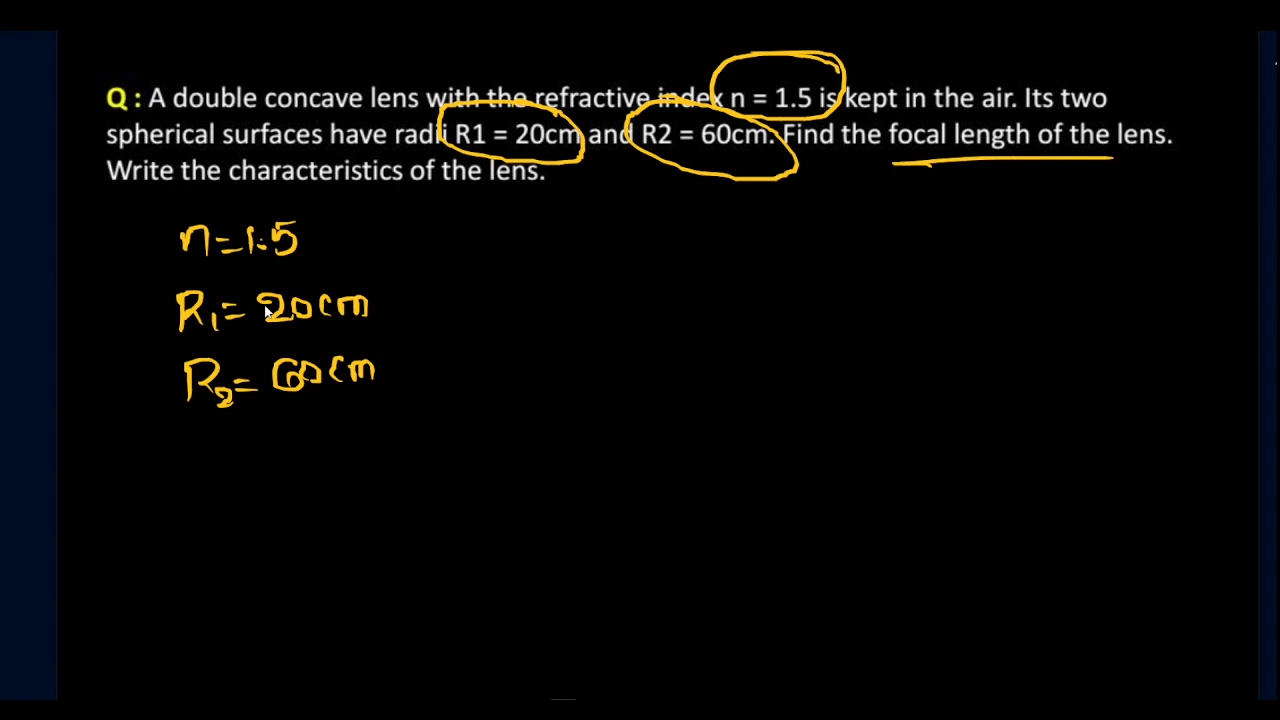 Q : A double concave lens with the refractive index n = 1.5 is kept in the air. Its two
spherical surfaces have radii R1 = 20cm and R2 = 60cm. Find the focal length of the lens.
Write the characteristics of the lens.
n=1.5
R₁= 20cm
R₂= 60cm